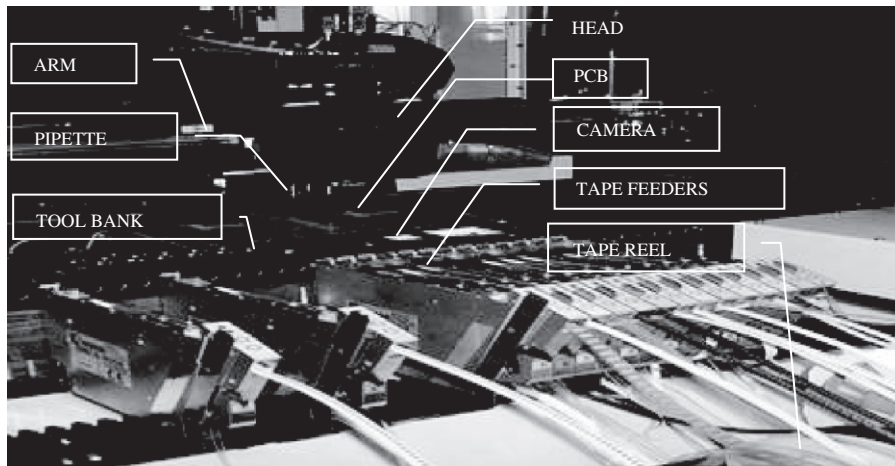 ARM
PIPETTE
TOOL BANK
HEAD
PCB
CAMERA
TAPE FEEDERS
TAPE REEL